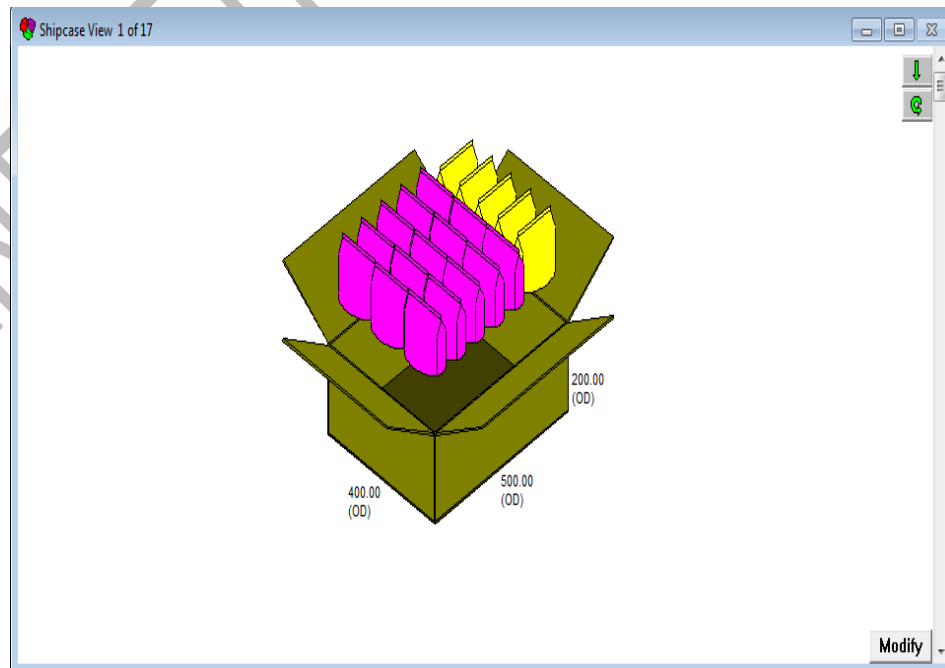 Shipcase View 1 of 17
200.00
(OD)
500.00
(OD)
400.00
(OD)
Modify